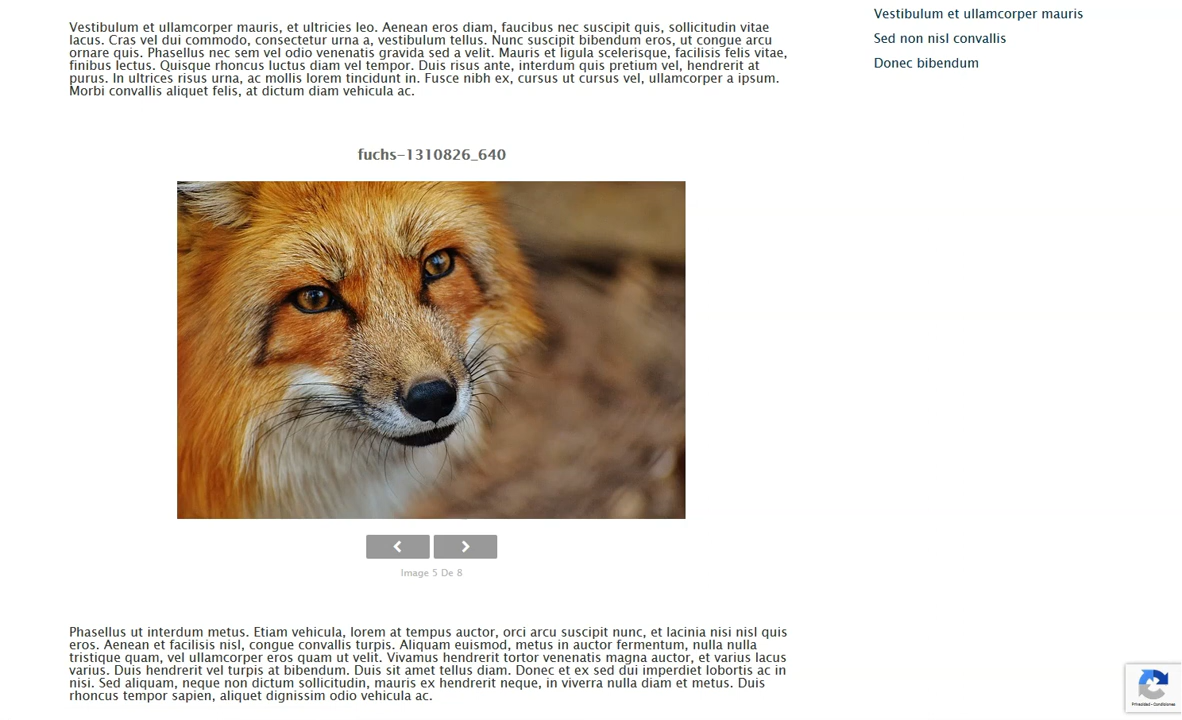 Vestibulum et ullamcorper mauris, et ultricies leo. Aenean eros diam, faucibus nec suscipit quis, sollicitudin vitae
lacus. Cras vel dui commodo, consectetur urna a, vestibulum tellus. Nunc suscipit bibendum eros, ut congue arcu
ornare quis. Phasellus nec sem vel odio venenatis gravida sed a velit. Mauris et ligula scelerisque, facilisis felis vitae,
finibus lectus. Quisque rhoncus luctus diam vel tempor. Duis risus ante, interdum quis pretium vel, hendrerit at
purus. In ultrices risus urna, ac mollis lorem tincidunt in. Fusce nibh ex, cursus ut cursus vel, ullamcorper a ipsum.
Morbi convallis aliquet felis, at dictum diam vehicula ac.
fuchs-1310826_640
Image 5 De 8
Phasellus ut interdum metus. Etiam vehicula, lorem at tempus auctor, orci arcu suscipit nunc, et lacinia nisi nisl quis
eros. Aenean et facilisis nisl, congue convallis turpis. Aliquam euismod, metus in auctor fermentum, nulla nulla
tristique quam, vel ullamcorper eros quam ut velit. Vivamus hendrerit tortor venenatis magna auctor, et varius lacus
varius. Duis hendrerit vel turpis at bibendum. Duis sit amet tellus diam. Donec et ex sed dui imperdiet lobortis ac in
nisi. Sed aliquam, neque non dictum sollicitudin, mauris ex hendrerit neque, in viverra nulla diam et metus. Duis
rhoncus tempor sapien, aliquet dignissim odio vehicula ac.
Vestibulum et ullamcorper mauris
Sed non nisl convallis
Donec bibendum
Privacidad - Condiciones